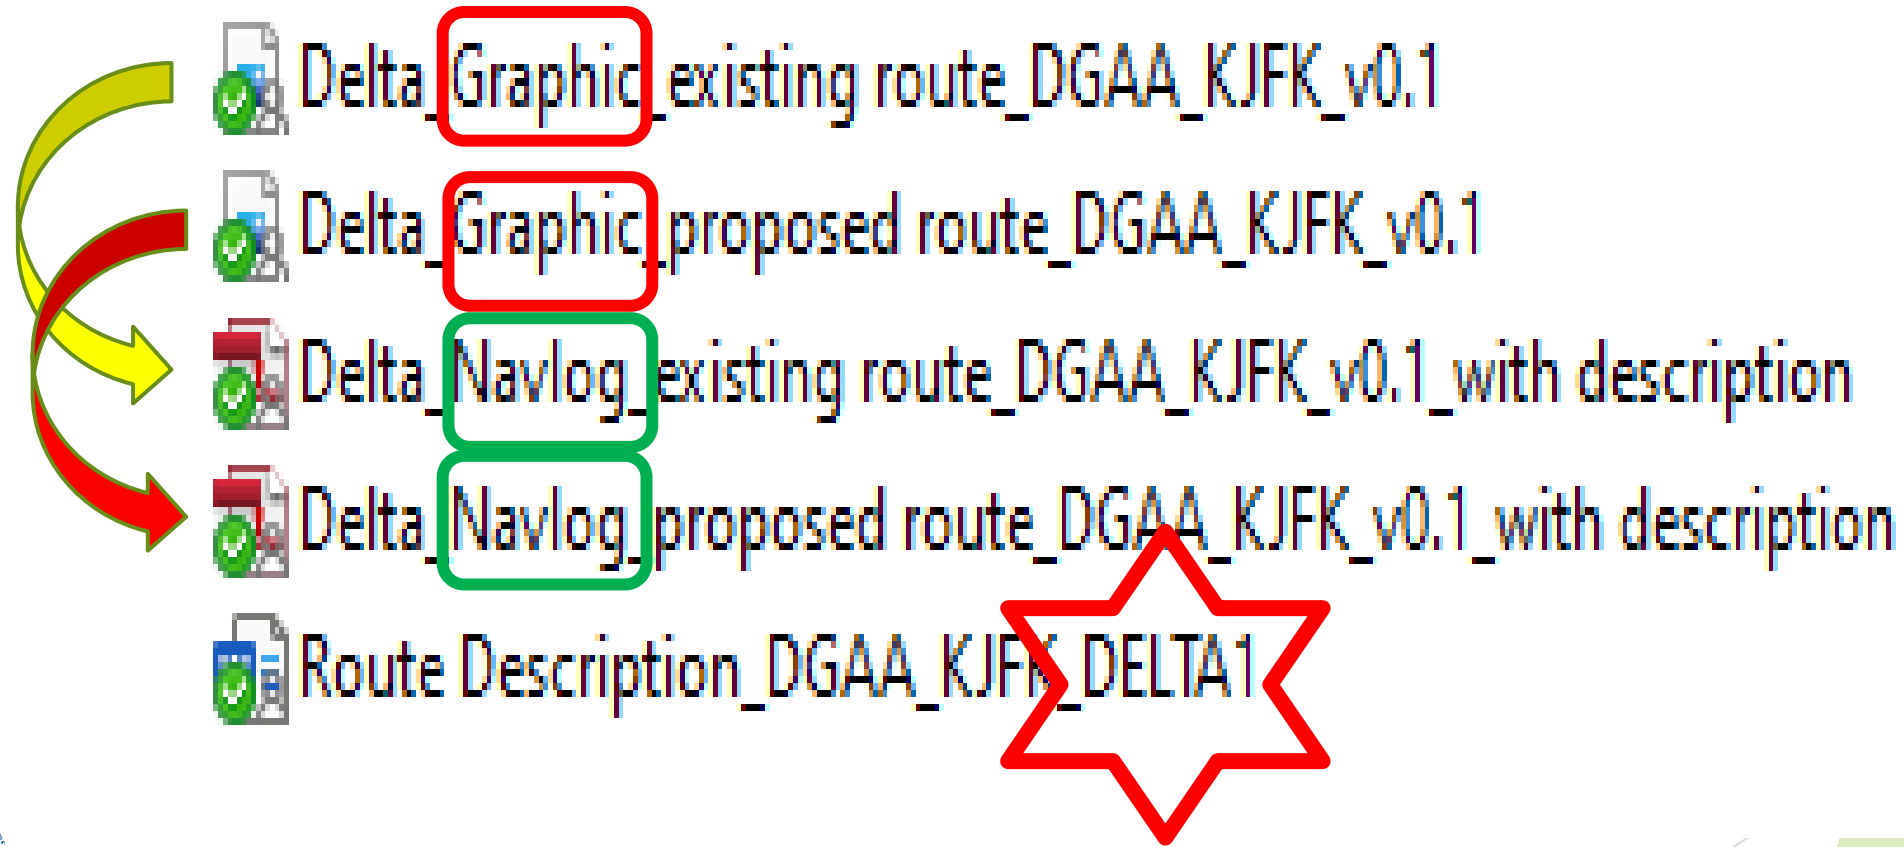 Delta_Graphic_existing route_DGAA_KJFK_v0.1
Delta_Graphic_proposed route_DGAA_KJFK_v0.1
Delta_Navlog_existing route_DGAA_KJFK_v0.1_with description
Delta_Navlog_proposed route_DGAA_KJFK_v0.1_with description
Route Description_DGAA_KJFK_DELTA1